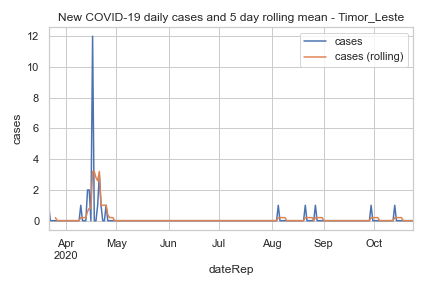 New COVID-19 daily cases and 5 day rolling mean - Timor_Leste
cases
cases (rolling)
cases
12
10
8
6
4
2
0
Apr May Jun Jul Aug Sep Oct
2020
dateRep